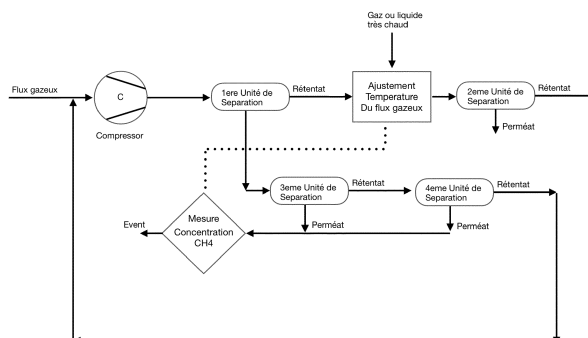 Gaz ou liquide
très chaud
Flux gazeux
C
Compressor
1ere Unité de
Separation
Rétentat
Ajustement
Temperature
Du flux gazeux
2eme Unité de
Separation
Rétentat
Perméat
3eme Unité de
Separation
Rétentat
Perméat
4eme Unité de
Separation
Rétentat
Perméat
Mesure
Concentration
CH4
Event